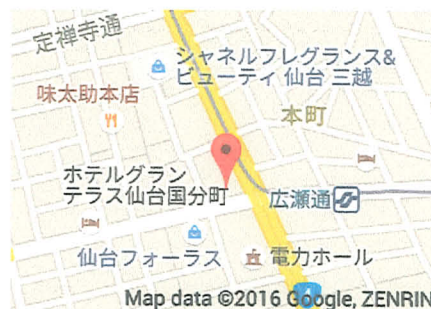 定禅寺通
シャネルフレグランス&
ビューティ 仙台 三越
味太助本店
本町
ホテルグラン
テラス仙台国分町
広瀬通
仙台フォーラス
電力ホール
4
Map data ©2016 Google, ZENRIN